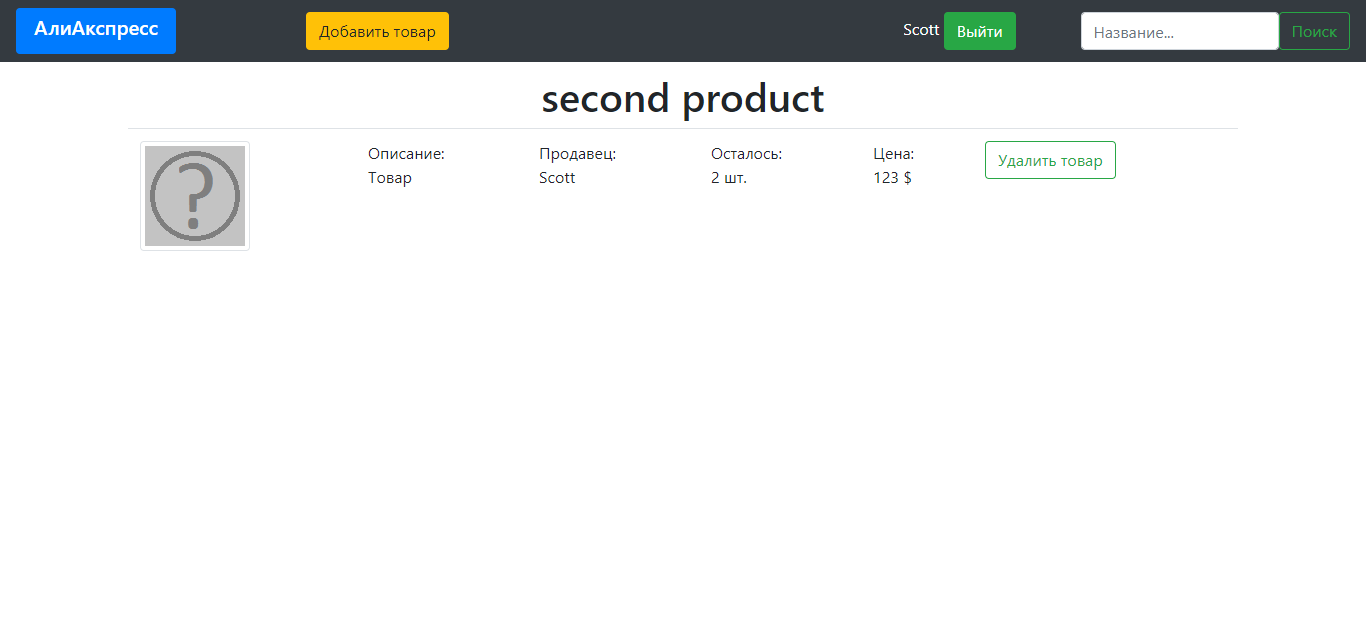 АлиАкспресс
Добавить товар
Scott Выйти
Название... Поиск
second product
?
Описание:
Товар
Продавец:
Scott
Осталось:
2 шт.
Цена:
123 $
Удалить товар